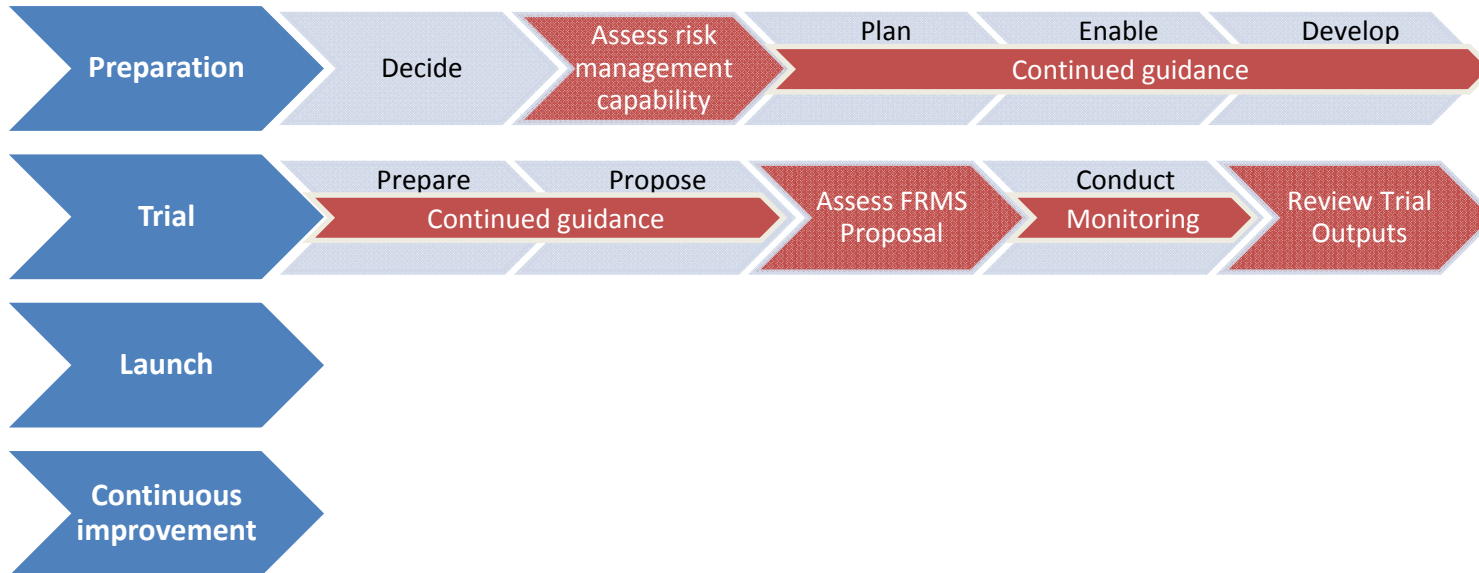 Preparation
Decide
Assess risk
management
capability
Plan
Enable
Develop
Continued guidance
Trial
Prepare
Propose
Continued guidance
Assess FRMS
Proposal
Conduct
Monitoring
Review Trial
Outputs
Launch
Continuous
improvement